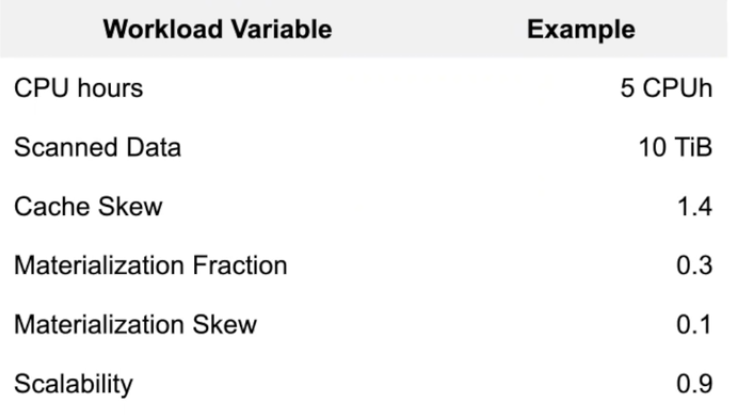 Workload Variable Example
CPU hours 5 CPUh
Scanned Data 10 TiB
Cache Skew 1.4
Materialization Fraction 0.3
Materialization Skew 0.1
Scalability 0.9